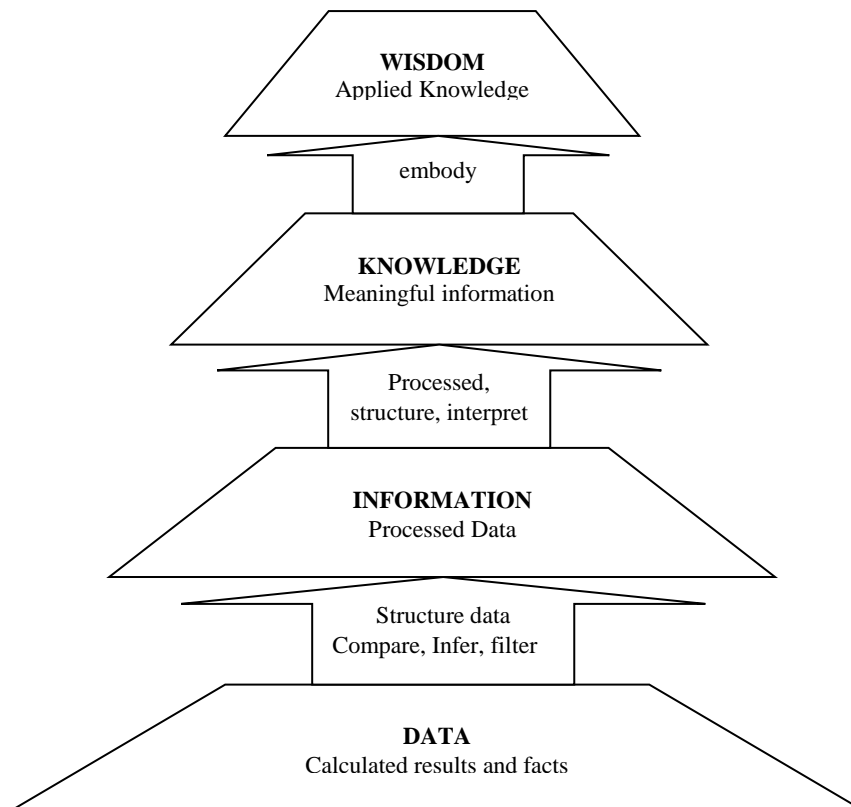 WISDOM
Applied Knowledge
embody
KNOWLEDGE
Meaningful information
Processed,
structure, interpret
INFORMATION
Processed Data
Structure data
Compare, Infer, filter
DATA
Calculated results and facts